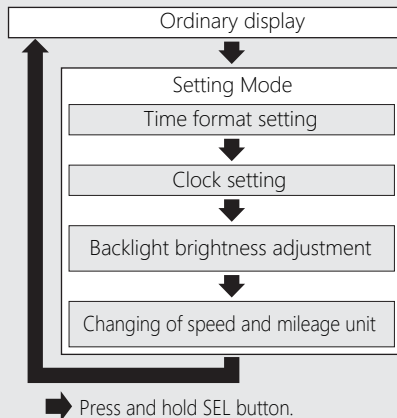 Ordinary display
Setting Mode
Time format setting
Clock setting
Backlight brightness adjustment
Changing of speed and mileage unit
Press and hold SEL button.